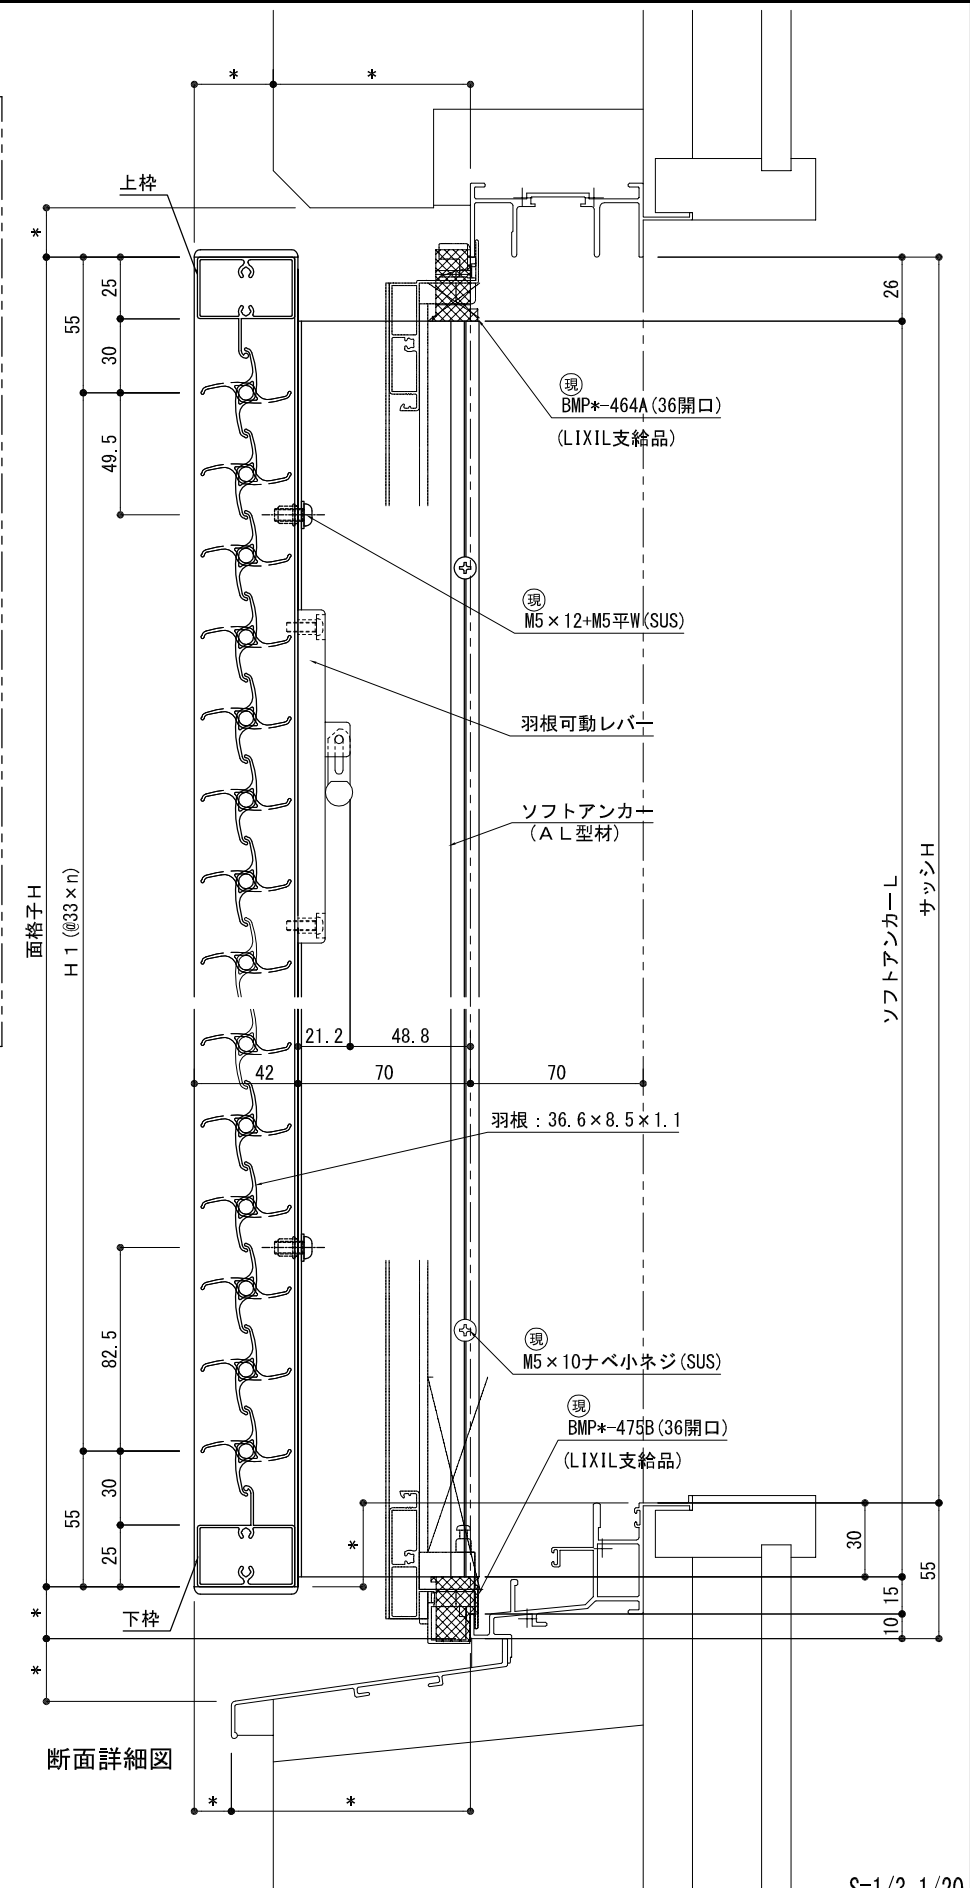 *
*
上枠
*
25
55
30
49.5
26
現
BMP*-464A(36開口)
(LIXIL支給品)
現
M5×12+M5平W(SUS)
羽根可動レバー
ソフトアンカー
(AL型材)
面格子H
H1(@33×n)
ソフトアンカーL
サッシH
21.2
48.8
42
70
70
羽根:36.6×8.5×1.1
82.5
現
M5×10ナベ小ネジ(SUS)
現
BMP*-475B(36開口)
(LIXIL支給品)
30
55
25
*
30
55
15
10
*
下枠
*
断面詳細図
*
*